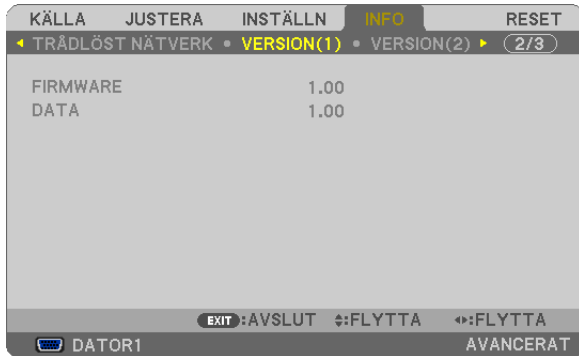 KÄLLA JUSTERA INSTÄLLN INFO RESET
TRÅDLÖST NÄTVERK • VERSION(1) • VERSION(2) 2/3
FIRMWARE 1.00
DATA 1.00
EXIT :AVSLUT :FLYTTA :FLYTTA
DATOR1 AVANCERAT